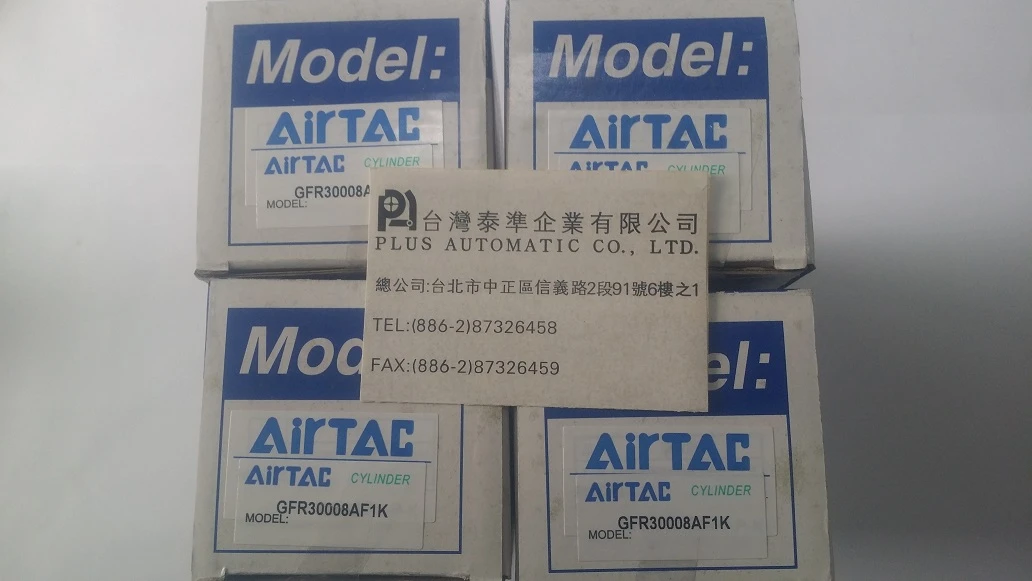 Model:
AirTAC
AirTAC CYLINDER
GFR30008A
MODEL:
Model:
AirTAC
AirTAC CYLINDER
台灣泰準企業有限公司
PLUS AUTOMATIC CO., LTD.
總公司:台北市中正區信義路2段91號6樓之1
TEL:(886-2)87326458
FAX:(886-2)87326459
Mod
AirTAC
AirTAC CYLINDER
GFR30008AF1K
MODEL:
el:
AirTAC
AirTAC CYLINDER
GFR30008AF1K
MODEL: